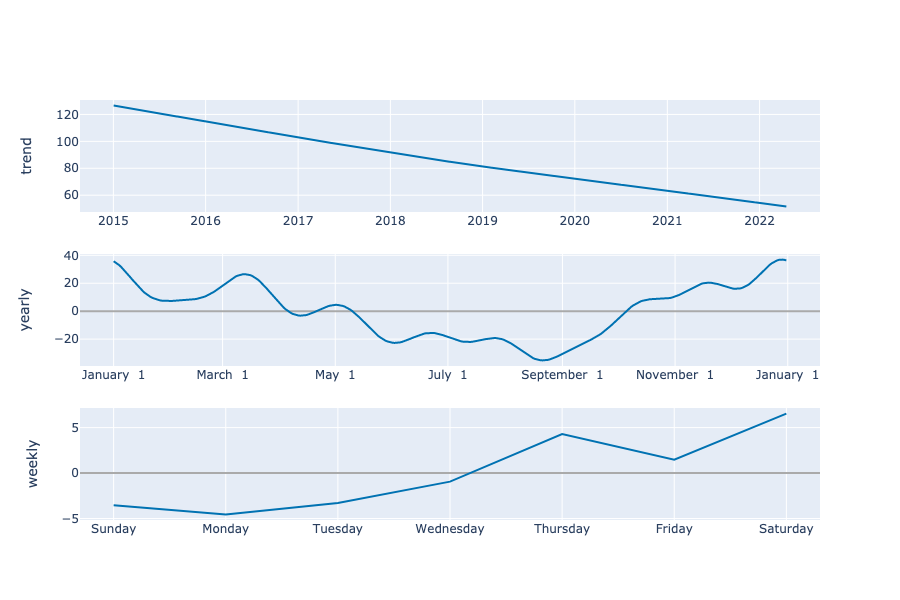 trend
120
100
80
60
2015 2016 2017 2018 2019 2020 2021 2022
yearly
40
20
0
−20
January 1 March 1 May 1 July 1 September 1 November 1 January 1
weekly
5
0
−5
Sunday Monday Tuesday Wednesday Thursday Friday Saturday